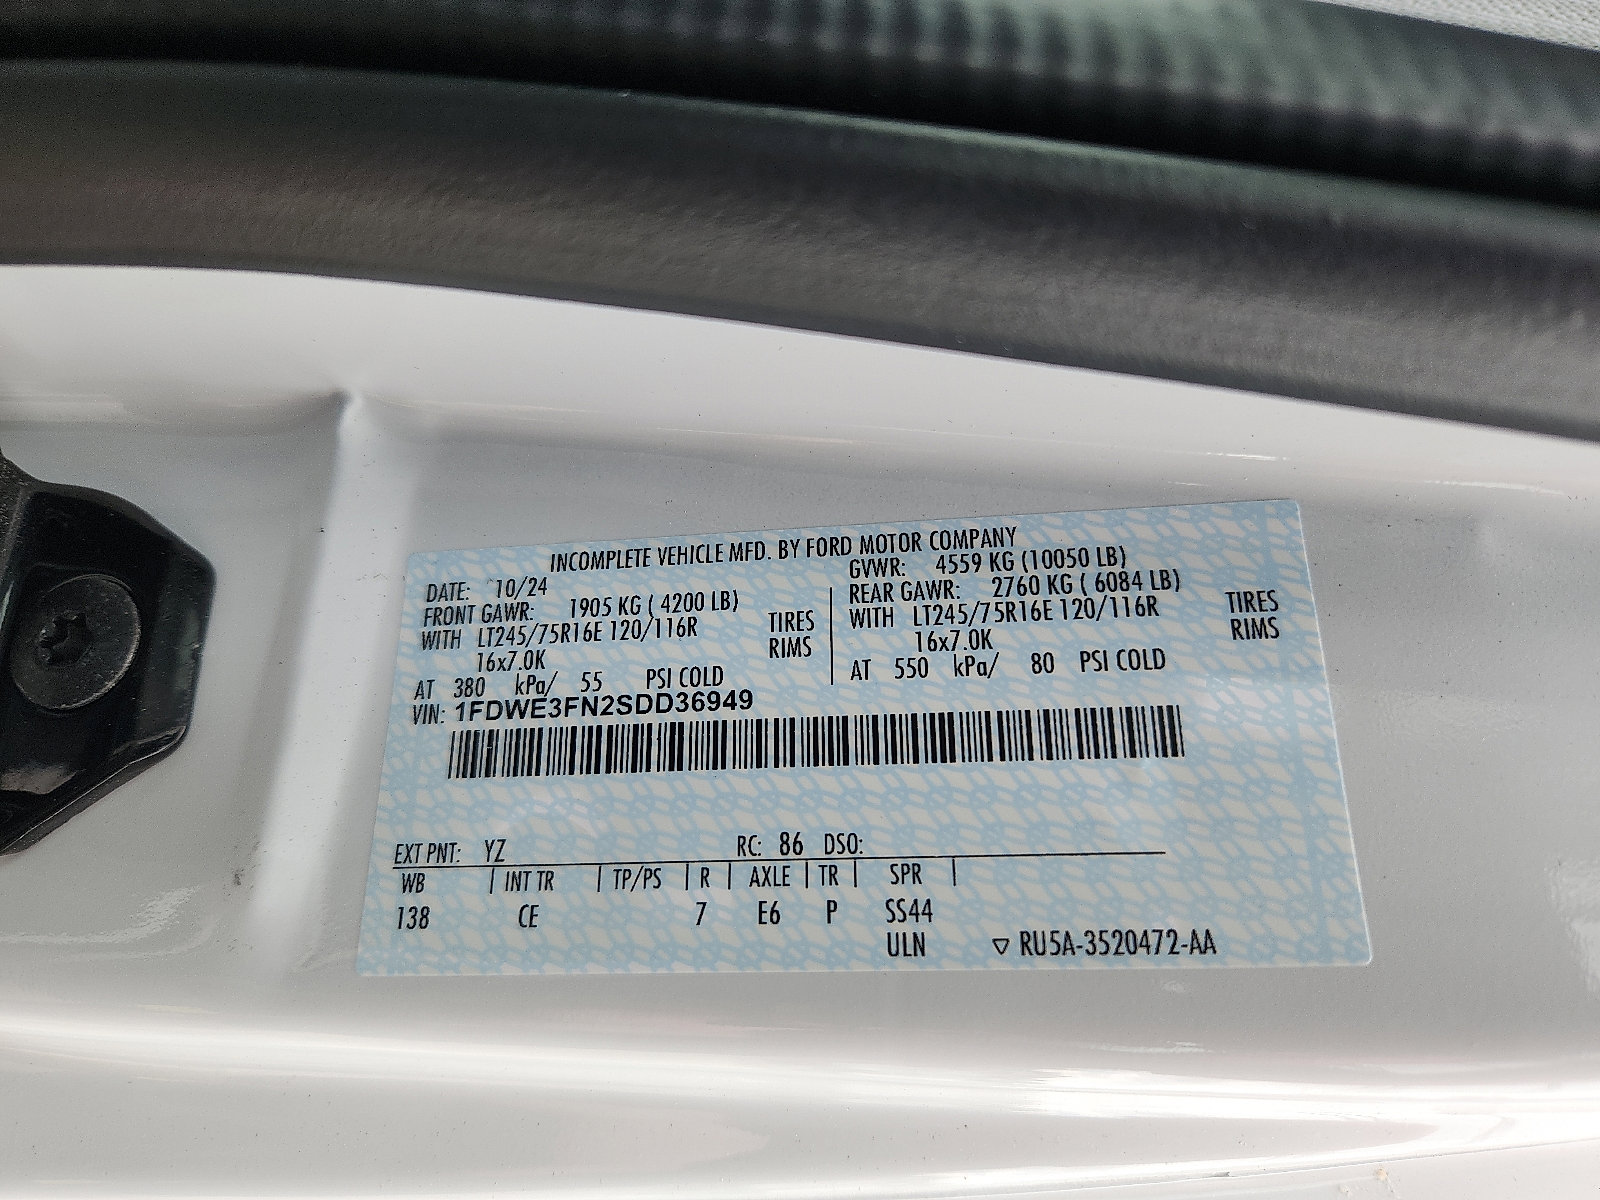 INCOMPLETE VEHICLE MFD. BY FORD MOTOR COMPANY
DATE: 10/24
GVWR: 4559 KG (10050 LB)
FRONT GAWR: 1905 KG ( 4200 LB)
REAR GAWR: 2760 KG ( 6084 LB)
WITH LT245/75R16E 120/116R TIRES
WITH LT245/75R16E 120/116R TIRES
16x7.0K RIMS
16x7.0K RIMS
AT 380 kPa/ 55 PSI COLD
AT 550 kPa/ 80 PSI COLD
VIN: 1FDWE3FN2SDD36949
EXT PNT: YZ RC: 86 DSO:
WB | INT TR | TP/PS | R | AXLE | TR | SPR |
138 CE 7 E6 P SS44
ULN ▽ RU5A-3520472-AA